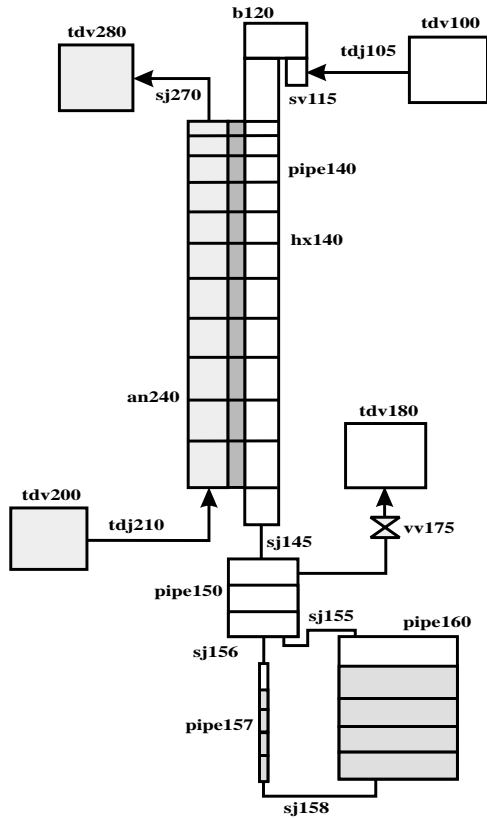 b120
tdv280
tdj105
tdv100
sj270
sv115
pipe140
hx140
an240
tdv180
tdv200
tdj210
vv175
sj145
pipe150
sj155
pipe160
sj156
pipe157
sj158